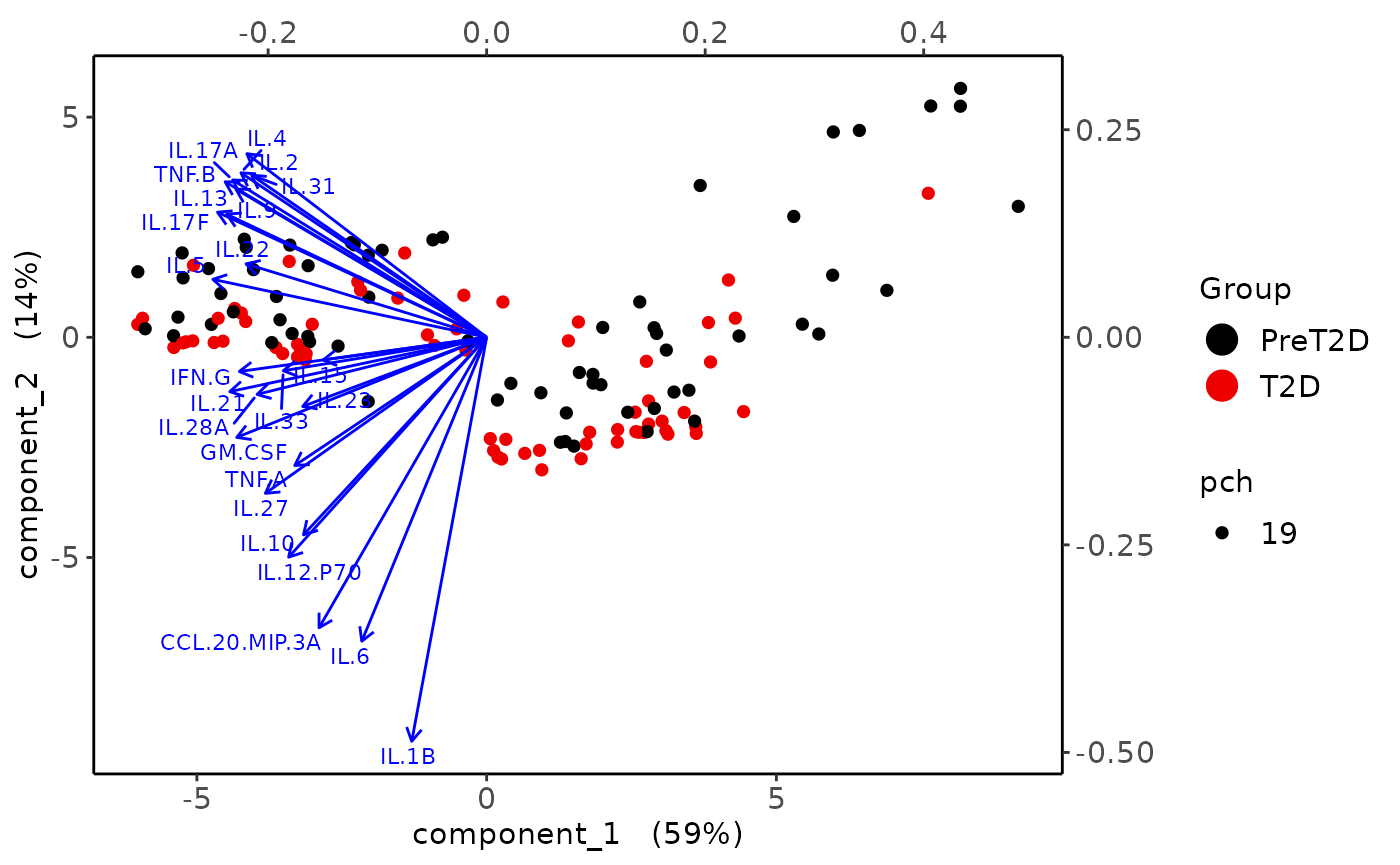 -0.2 0.0 0.2 0.4
5
0
-5
component_2 (14%)
0.25
0.00
-0.25
-0.50
IL.4
IL.17A
IL.2
TNF.B
IL.31
IL.13
IL.9
IL.17F
IL.22
IL.5
IFN.G
IL.15
IL.21
IL.23
IL.28A
IL.33
GM.CSF
TNF.A
IL.27
IL.10
IL.12.P70
CCL.20.MIP.3A
IL.6
IL.1B
-5 0 5
component_1 (59%)
Group
PreT2D
T2D
pch
19